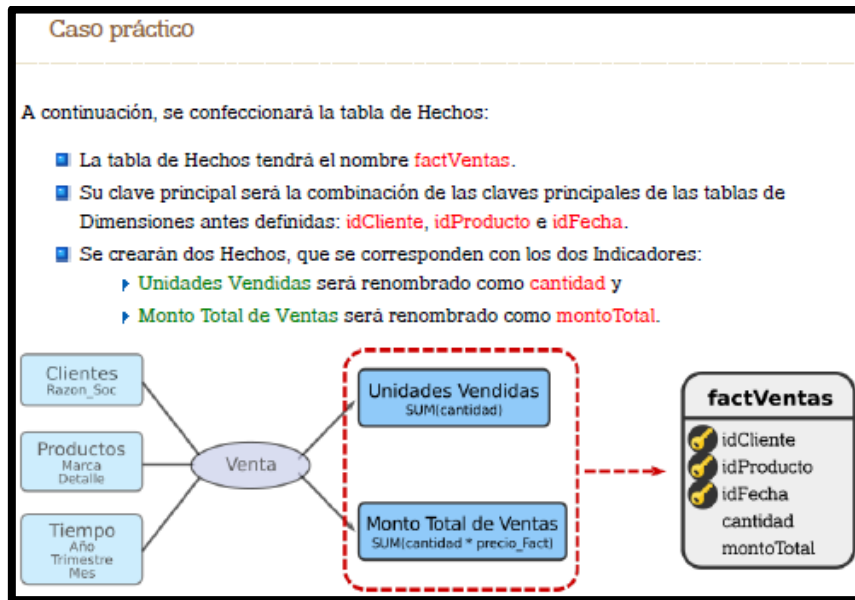 Caso práctico
A continuación, se confeccionará la tabla de Hechos:
La tabla de Hechos tendrá el nombre factVentas.
Su clave principal será la combinación de las claves principales de las tablas de
Dimensiones antes definidas: idCliente, idProducto e idFecha.
Se crearán dos Hechos, que se corresponden con los dos Indicadores:
Unidades Vendidas será renombrado como cantidad y
Monto Total de Ventas será renombrado como montoTotal.
Clientes
Razon_Soc
Productos
Marca
Detalle
Tiempo
Año
Trimestre
Mes
Venta
Unidades Vendidas
SUM(cantidad)
Monto Total de Ventas
SUM(cantidad * precio_Fact)
factVentas
idCliente
idProducto
idFecha
cantidad
montoTotal